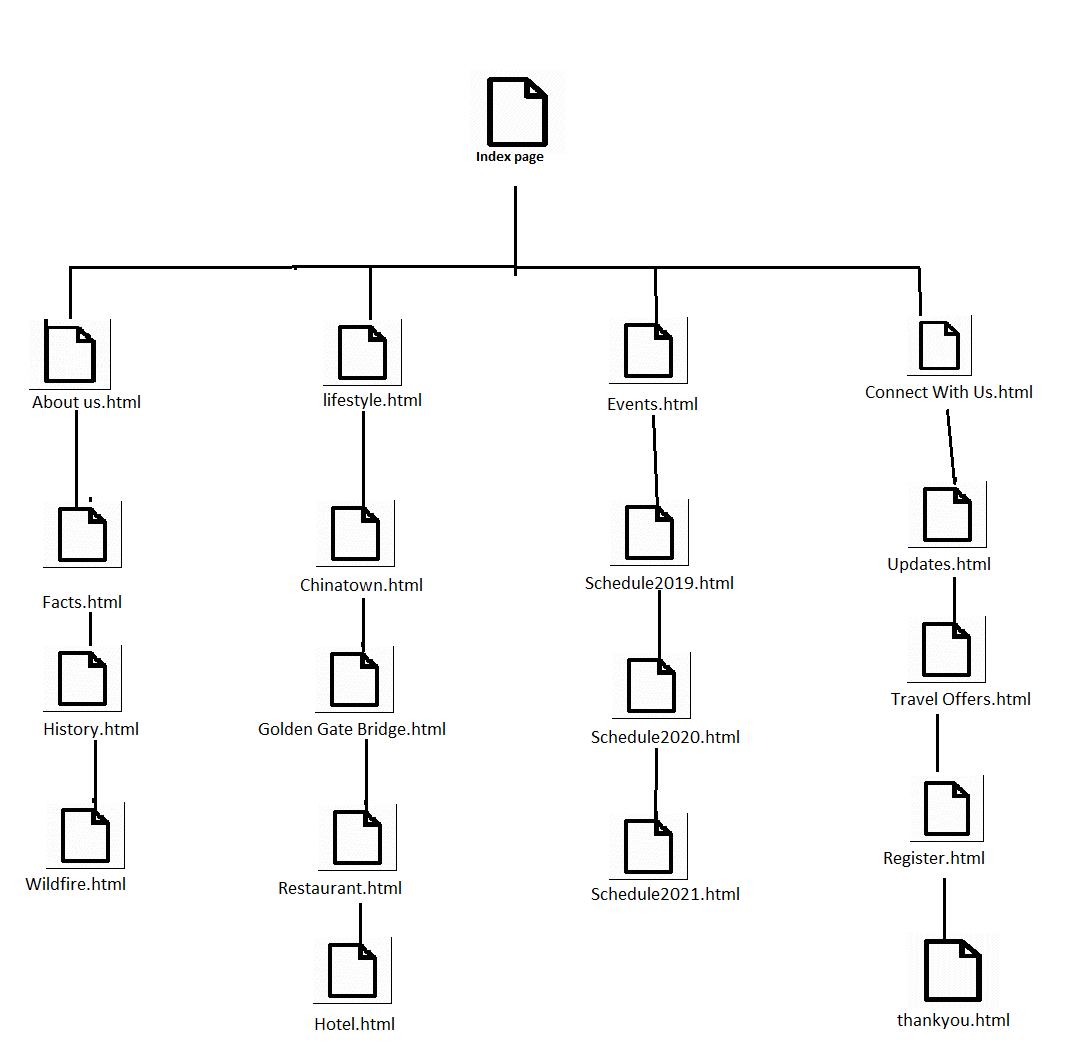 Index page
About us.html
lifestyle.html
Events.html
Connect With Us.html
Facts.html
Chinatown.html
Schedule2019.html
Updates.html
History.html
Golden Gate Bridge.html
Schedule2020.html
Travel Offers.html
Wildfire.html
Restaurant.html
Schedule2021.html
Register.html
Hotel.html
thankyou.html